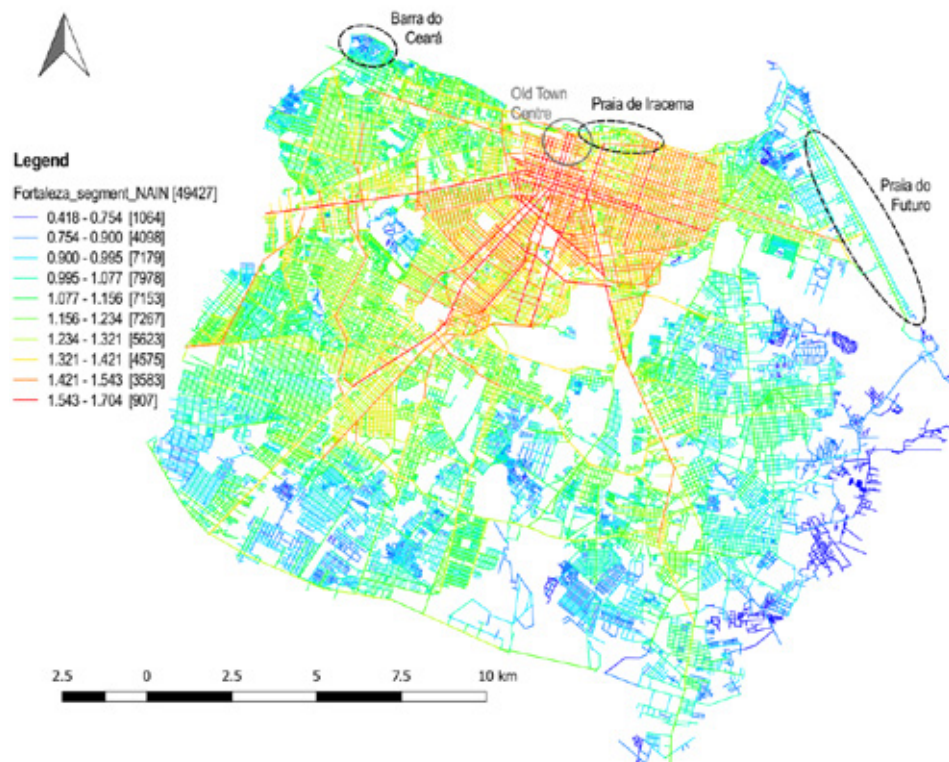 Barra do
Ceará
Old Town
Centre
Praia de Iracema
Praia do
Futuro
Legend
Fortaleza_segment_NAIN [49427]
0.418 - 0.754 [1064]
0.754 - 0.900 [4098]
0.900 - 0.995 [7179]
0.995 - 1.077 [7978]
1.077 - 1.156 [7153]
1.156 - 1.234 [7267]
1.234 - 1.321 [5623]
1.321 - 1.421 [4575]
1.421 - 1.543 [3583]
1.543 - 1.704 [907]
2.5 0 2.5 5 7.5 10 km